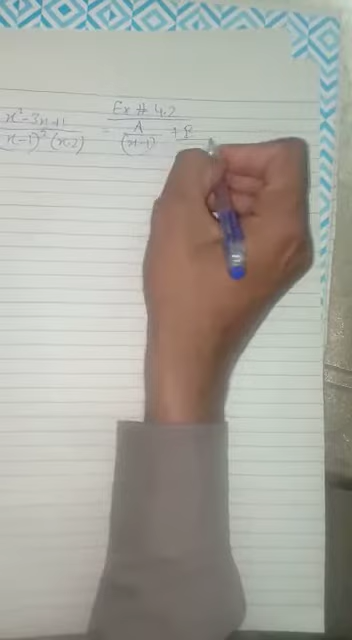 Ex # 4.2
x²-3x+1 / (x-1)²(x-2) = A / (x-1) + B